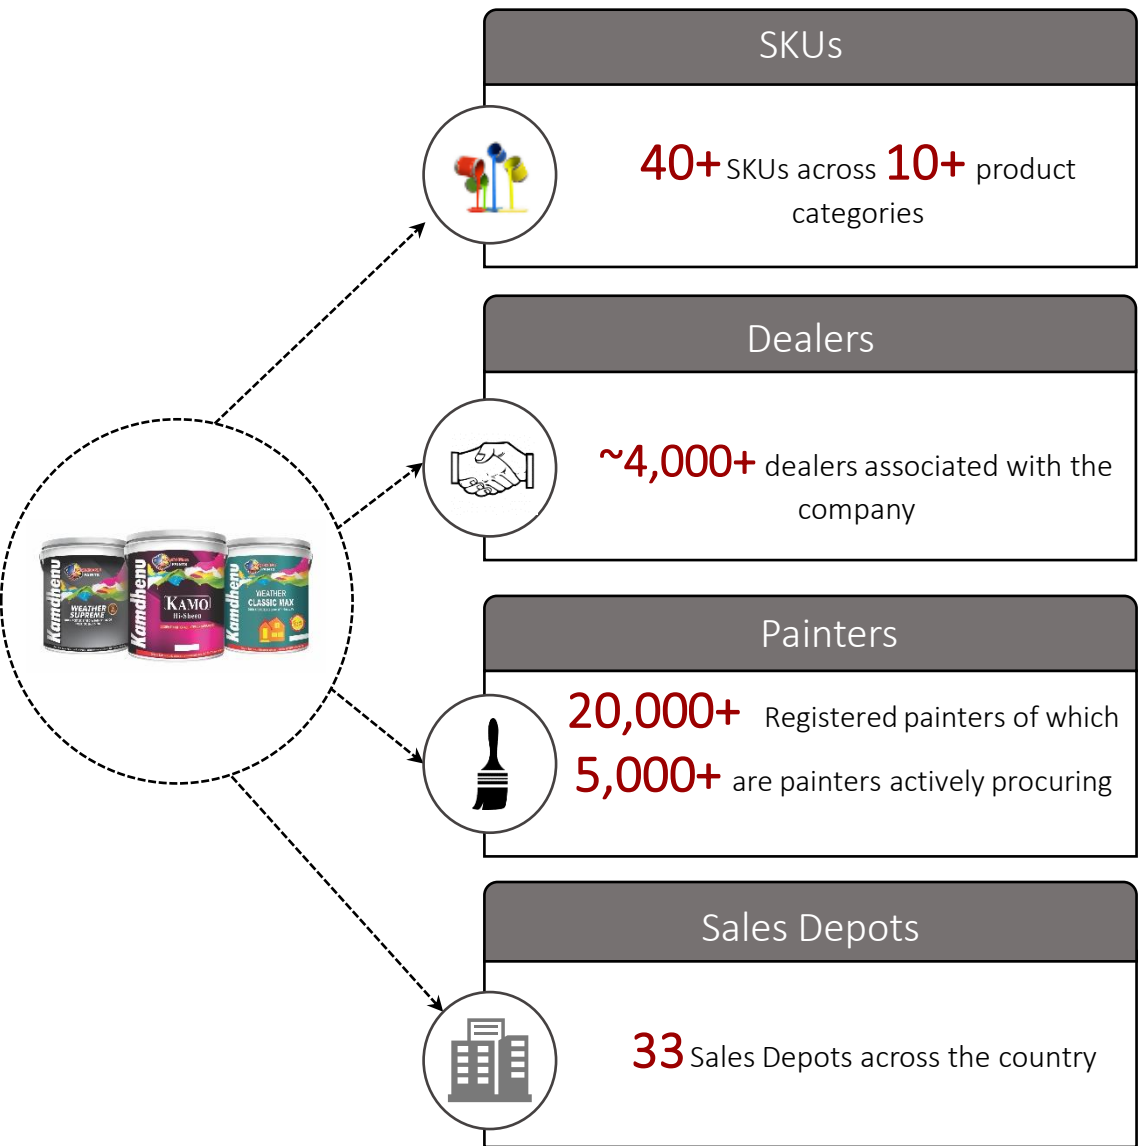 SKUs
40+ SKUs across 10+ product
categories
Dealers
~4,000+ dealers associated with the
company
Kamdhenu
WEATHER
SUPREME
Kamdhenu
KAMO
Hi-Sheen
Kamdhenu
WEATHER
CLASSIC MAX
Painters
20,000+ Registered painters of which
5,000+ are painters actively procuring
Sales Depots
33 Sales Depots across the country